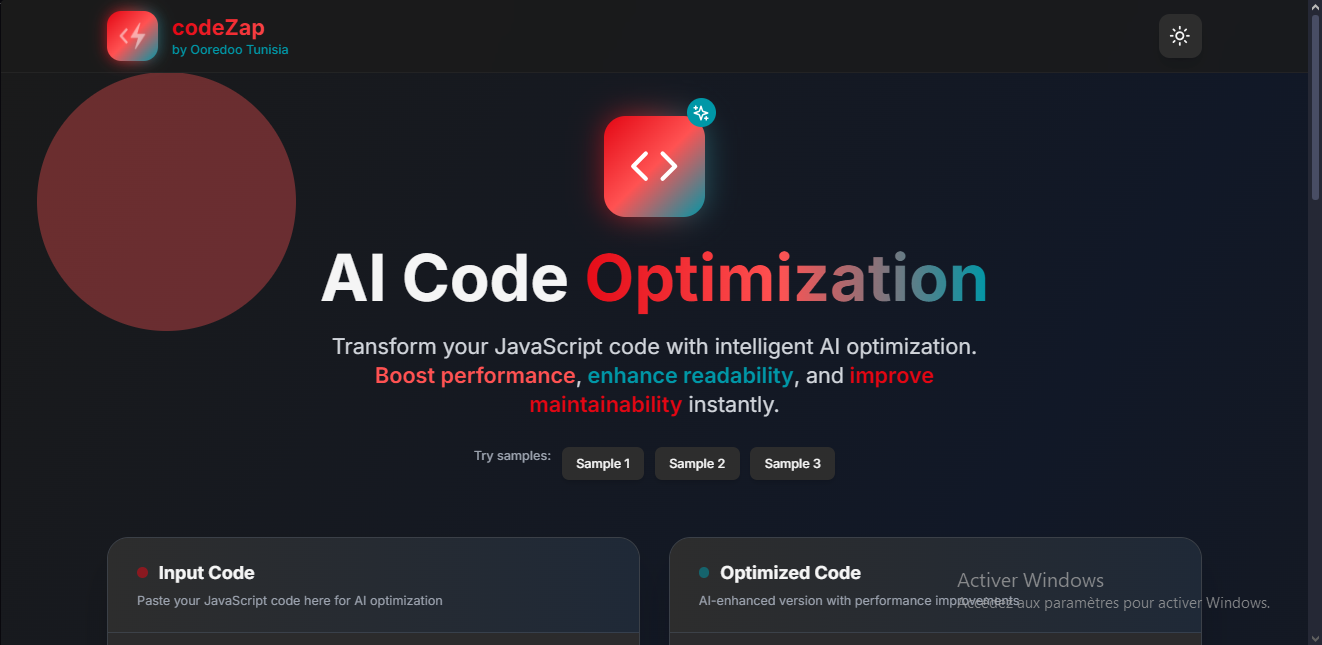 codeZap
by Ooredoo Tunisia
AI Code Optimization
Transform your JavaScript code with intelligent AI optimization.
Boost performance, enhance readability, and improve
maintainability instantly.
Try samples:
Sample 1
Sample 2
Sample 3
Input Code
Paste your JavaScript code here for AI optimization
Optimized Code
AI-enhanced version with performance improvements
Activer Windows
Accédez aux paramètres pour activer Windows.